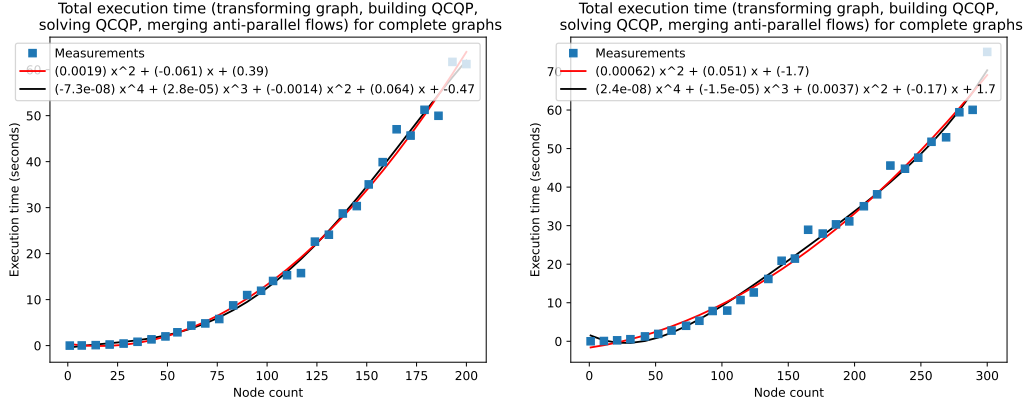 Total execution time (transforming graph, building QCQP,
solving QCQP, merging anti-parallel flows) for complete graphs
Measurements
(0.0019) x^2 + (-0.061) x + (0.39)
(-7.3e-08) x^4 + (2.8e-05) x^3 + (-0.0014) x^2 + (0.064) x + -0.47
Execution time (seconds)
60
50
40
30
20
10
0
0 25 50 75 100 125 150 175 200
Node count
Total execution time (transforming graph, building QCQP,
solving QCQP, merging anti-parallel flows) for complete graphs
Measurements
(0.00062) x^2 + (0.051) x + (-1.7)
(2.4e-08) x^4 + (-1.5e-05) x^3 + (0.0037) x^2 + (-0.17) x + 1.7
Execution time (seconds)
70
60
50
40
30
20
10
0
0 50 100 150 200 250 300
Node count